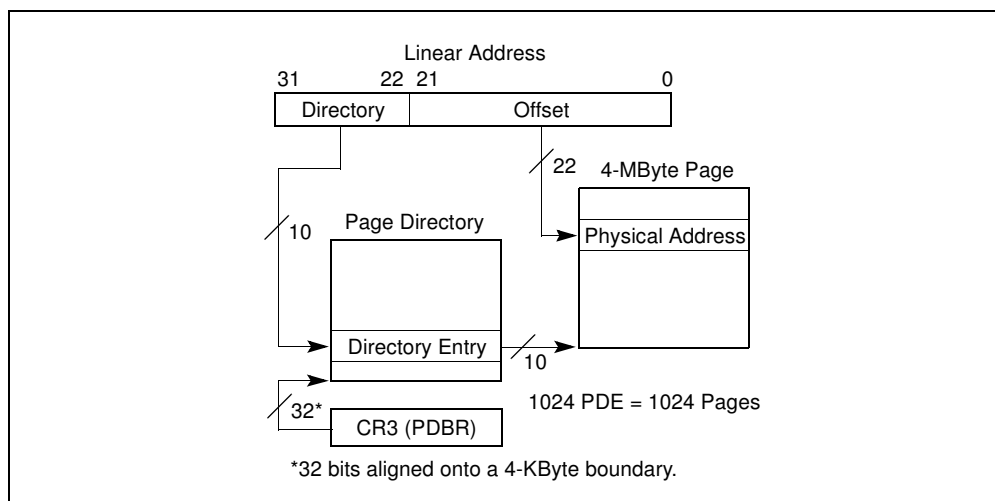 Linear Address
31 22 21 0
Directory Offset
22
4-MByte Page
10
Page Directory
Physical Address
Directory Entry
10
1024 PDE = 1024 Pages
32*
CR3 (PDBR)
*32 bits aligned onto a 4-KByte boundary.